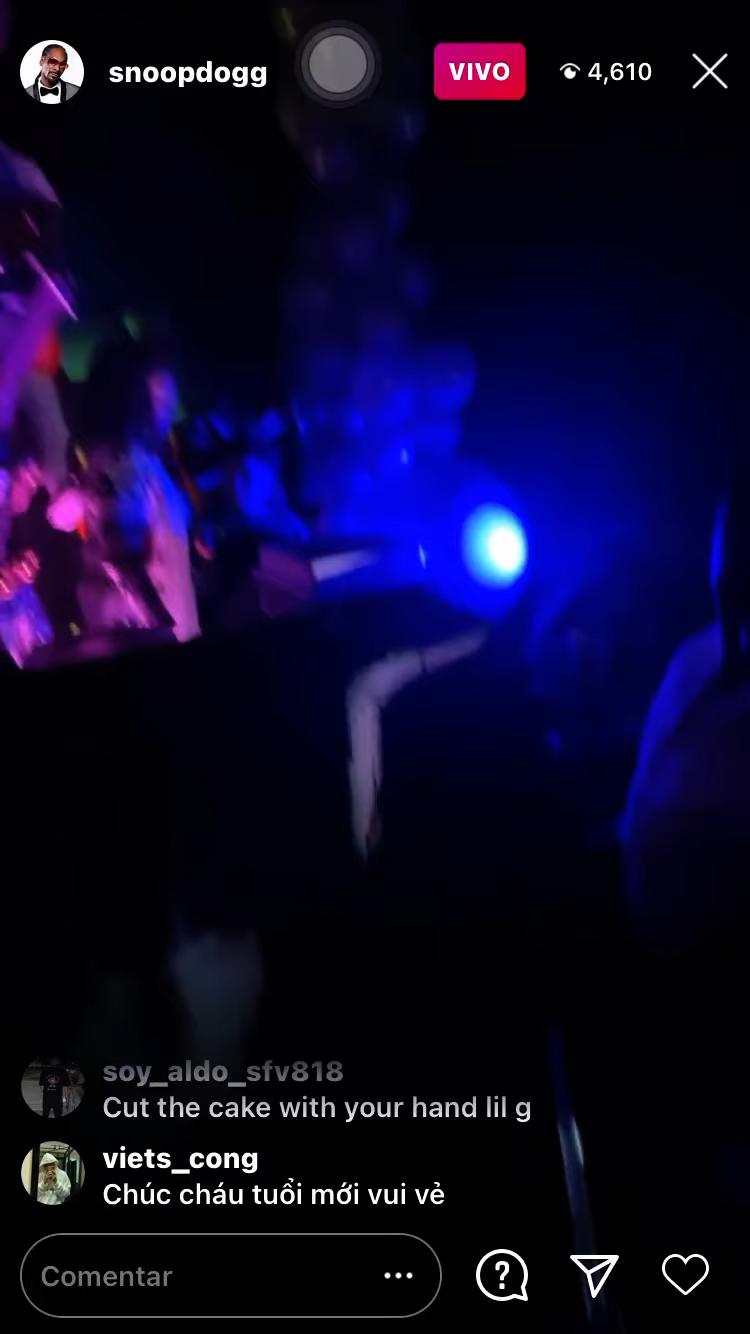 snoopdogg
VIVO
4,610
soy_aldo_sfv818
Cut the cake with your hand lil g
viets_cong
Chúc cháu tuổi mới vui vẻ
Comentar